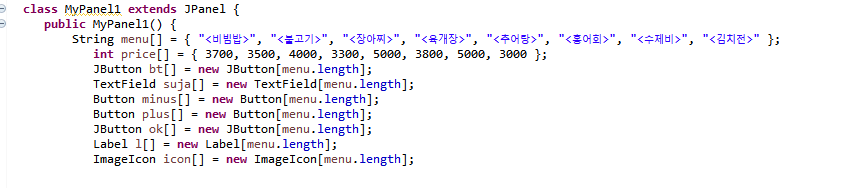 class MyPanel1 extends JPanel {
public MyPanel1() {
String menu[] = { "<비빔밥>", "<불고기>", "<장아찌>", "<육개장>", "<추어탕>", "<홍어회>", "<수제비>", "<김치전>" };
int price[] = { 3700, 3500, 4000, 3300, 5000, 3800, 5000, 3000 };
JButton bt[] = new JButton[menu.length];
TextField suja[] = new TextField[menu.length];
Button minus[] = new Button[menu.length];
Button plus[] = new Button[menu.length];
JButton ok[] = new JButton[menu.length];
Label l[] = new Label[menu.length];
ImageIcon icon[] = new ImageIcon[menu.length];